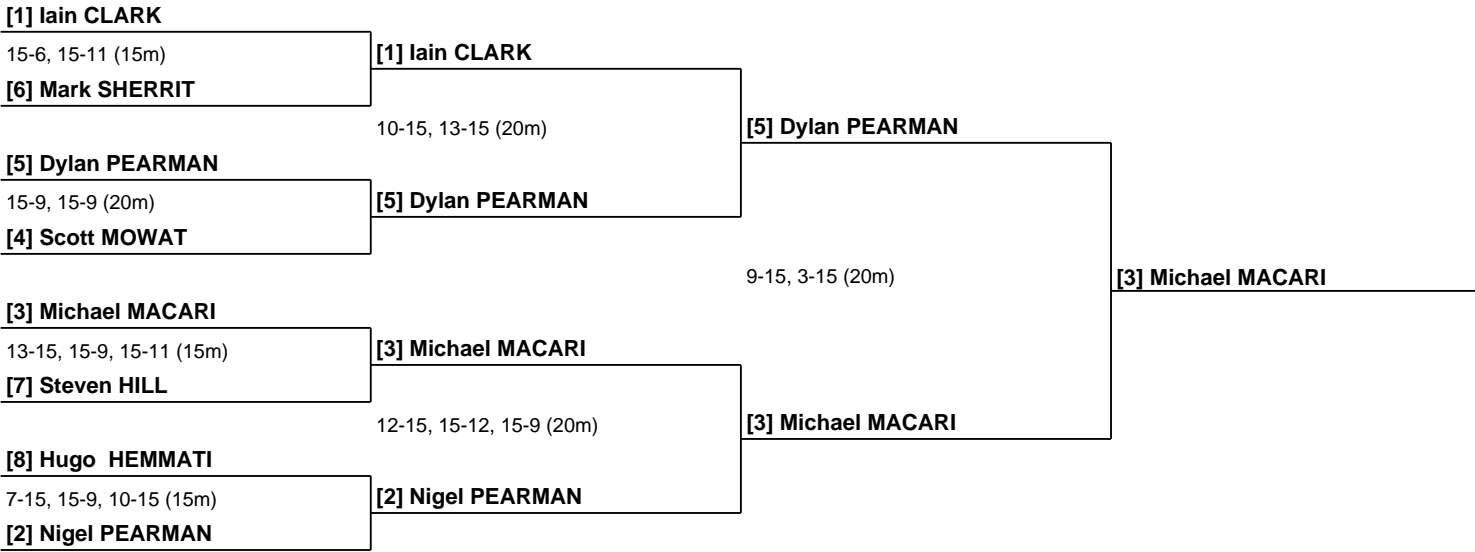 [1] Iain CLARK
15-6, 15-11 (15m)
[6] Mark SHERRIT
[5] Dylan PEARMAN
15-9, 15-9 (20m)
[4] Scott MOWAT
[3] Michael MACARI
13-15, 15-9, 15-11 (15m)
[7] Steven HILL
[8] Hugo  HEMMATI
7-15, 15-9, 10-15 (15m)
[2] Nigel PEARMAN
[1] Iain CLARK
10-15, 13-15 (20m)
[5] Dylan PEARMAN
[3] Michael MACARI
12-15, 15-12, 15-9 (20m)
[2] Nigel PEARMAN
[5] Dylan PEARMAN
9-15, 3-15 (20m)
[3] Michael MACARI
[3] Michael MACARI